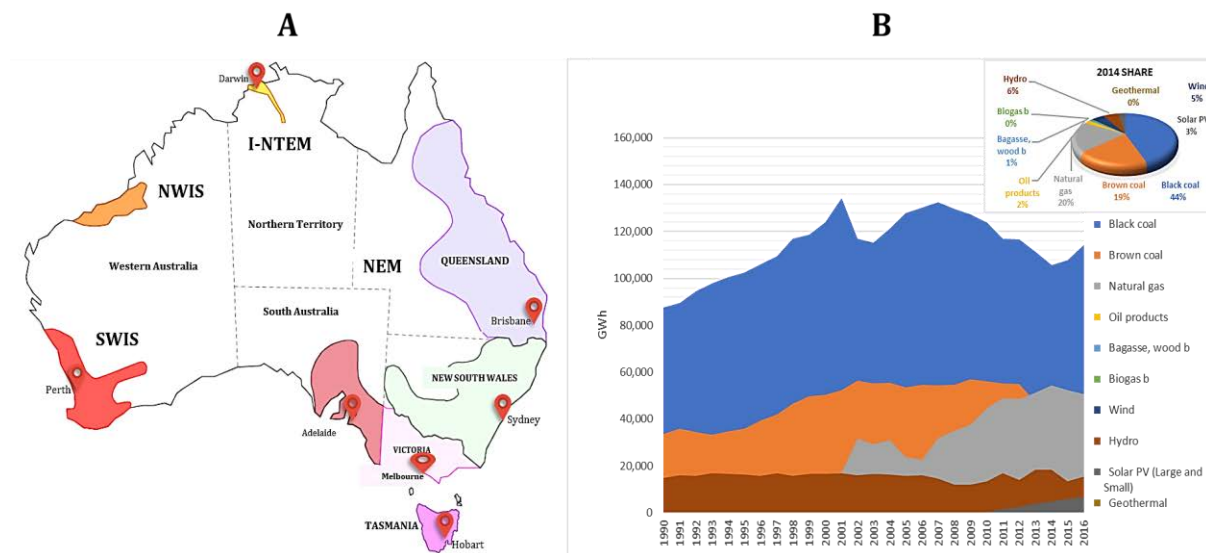 A
Darwin
I-NTEM
NWIS
Northern Territory
Western Australia
NEM
QUEENSLAND
South Australia
Brisbane
SWIS
NEW SOUTH WALES
Perth
Sydney
Adelaide
VICTORIA
Melbourne
TASMANIA
Hobart
B
2014 SHARE
Hydro
6%
Geothermal
0%
Wind
5%
Biogas b
0%
Solar PV
3%
Bagasse,
wood b
1%
Oil
products
2%
Natural
gas
20%
Brown coal
19%
Black coal
44%
160,000
140,000
120,000
100,000
80,000
60,000
40,000
20,000
0
GWh
1990
1991
1992
1993
1994
1995
1996
1997
1998
1999
2000
2001
2002
2003
2004
2005
2006
2007
2008
2009
2010
2011
2012
2013
2014
2015
2016
Black coal
Brown coal
Natural gas
Oil products
Bagasse, wood b
Biogas b
Wind
Hydro
Solar PV (Large and
Small)
Geothermal